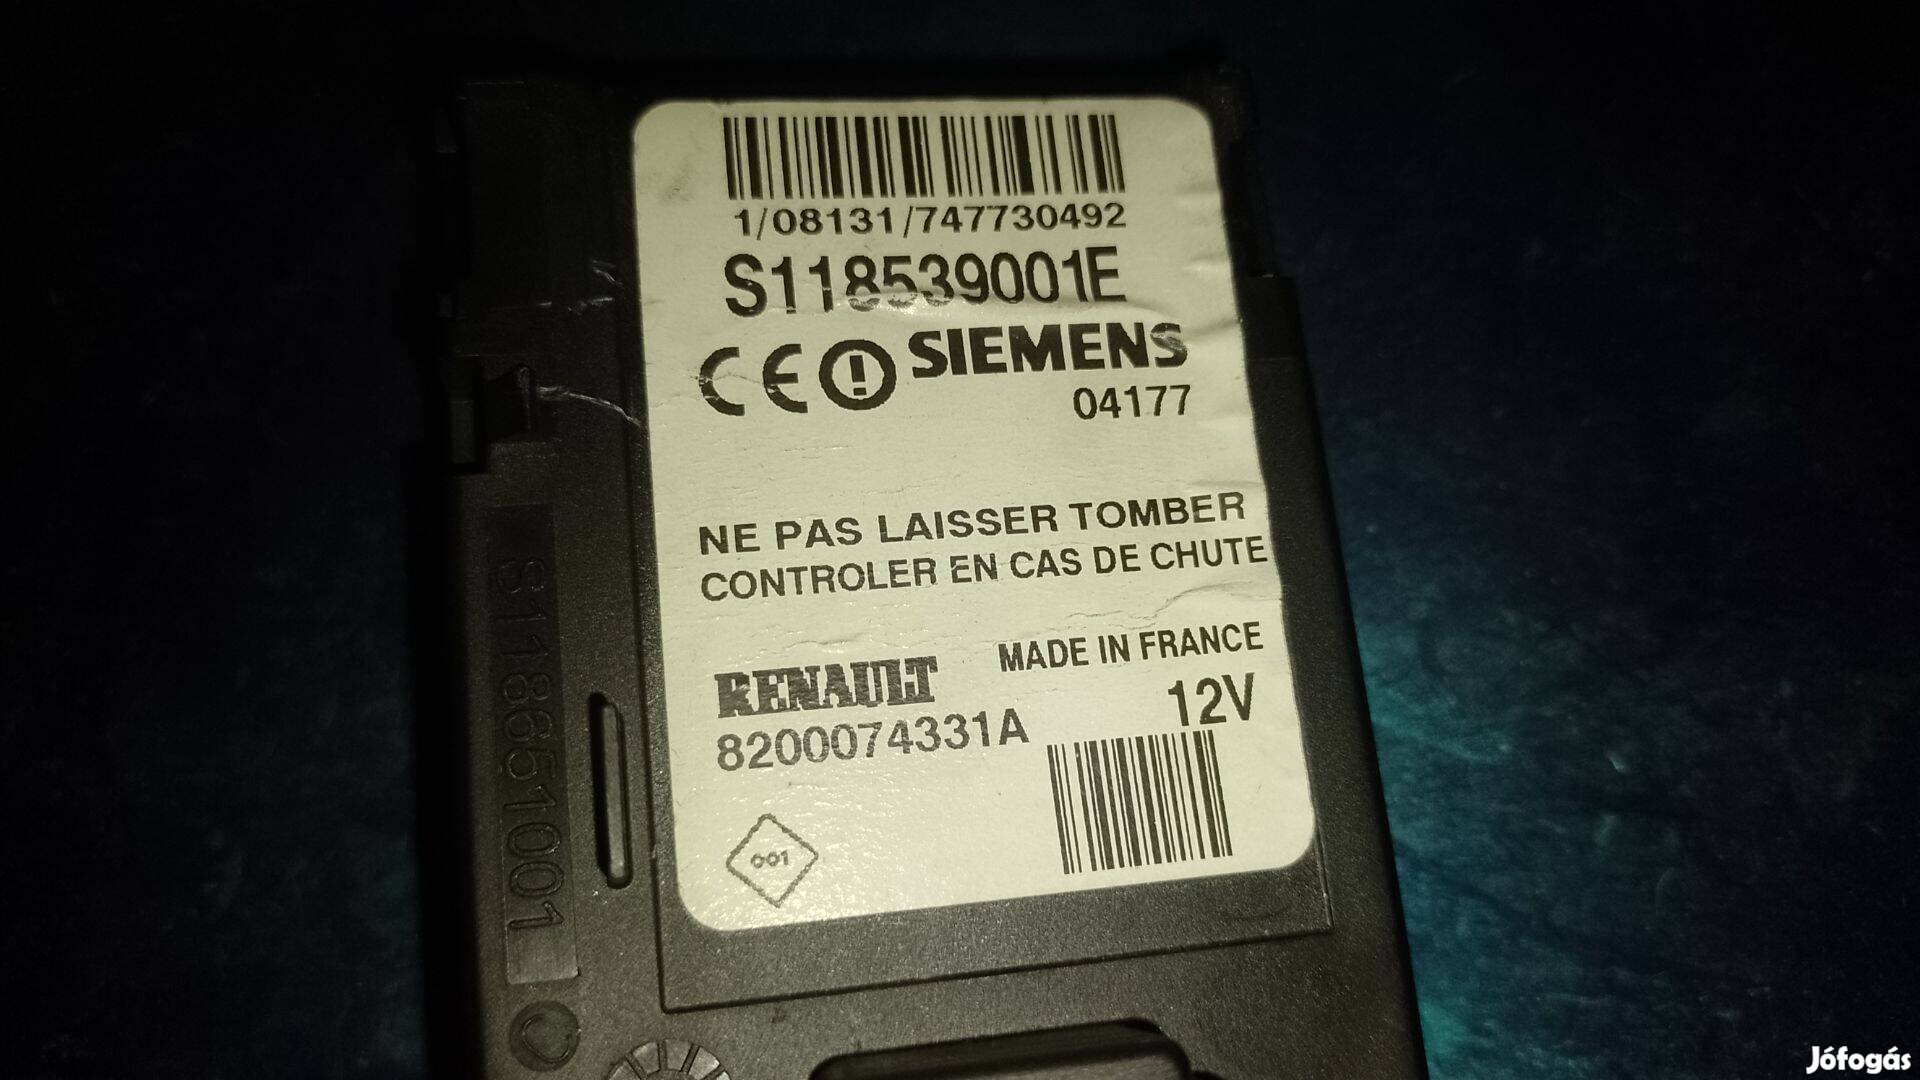 1/08131/747730492
S118539001E
CE SIEMENS
04177
NE PAS LAISSER TOMBER
CONTROLER EN CAS DE CHUTE
MADE IN FRANCE
RENAULT
12V
8200074331A
001
S118651001
Jófogás